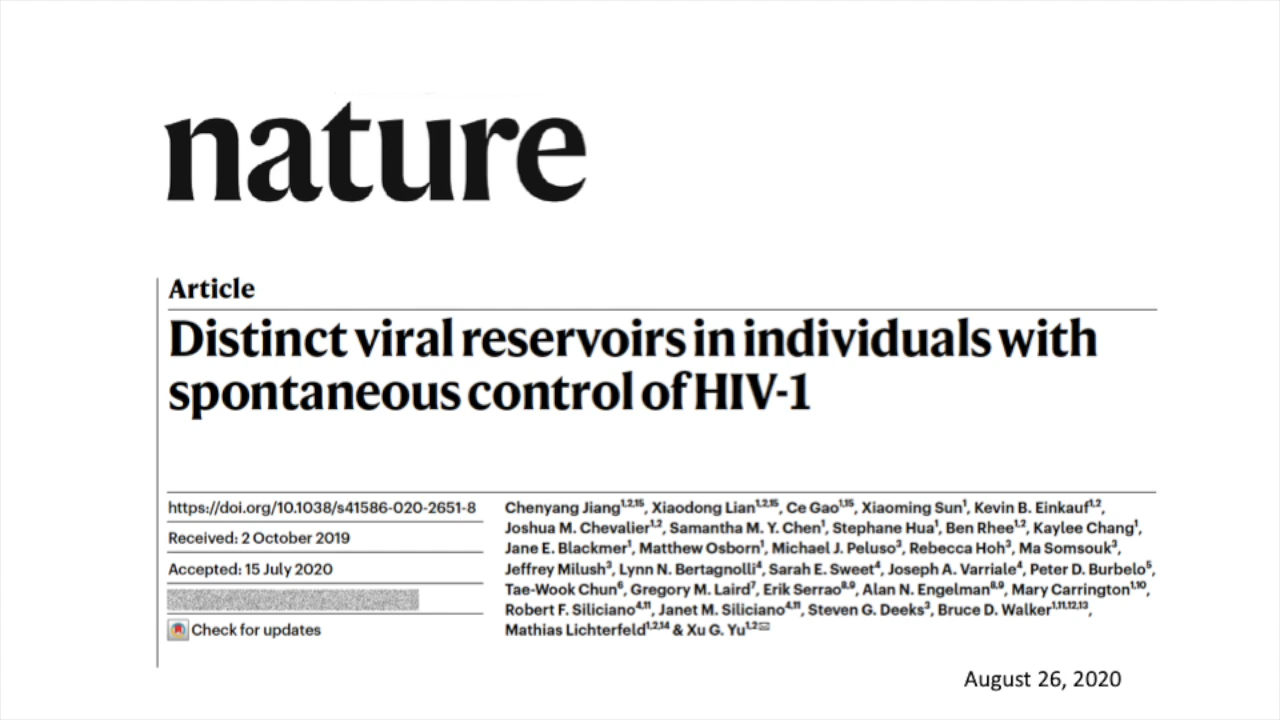 nature
Article
Distinct viral reservoirs in individuals with
spontaneous control of HIV-1
https://doi.org/10.1038/s41586-020-2651-8
Received: 2 October 2019
Accepted: 15 July 2020
Check for updates
Chenyang Jiang1,2,15, Xiaodong Lian1,2,15, Ce Gao1,15, Xiaoming Sun1, Kevin B. Einkauf1,2,
Joshua M. Chevalier1,2, Samantha M. Y. Chen1, Stephane Hua1, Ben Rhee1,2, Kaylee Chang1,
Jane E. Blackmer1, Matthew Osborn1, Michael J. Peluso3, Rebecca Hoh3, Ma Somsouk3,
Jeffrey Milush3, Lynn N. Bertagnolli4, Sarah E. Sweet4, Joseph A. Varriale4, Peter D. Burbelo5,
Tae-Wook Chun6, Gregory M. Laird7, Erik Serrao8,9, Alan N. Engelman8,9, Mary Carrington1,10,
Robert F. Siliciano4,11, Janet M. Siliciano4,11, Steven G. Deeks3, Bruce D. Walker1,11,12,13,
Mathias Lichterfeld1,2,14 & Xu G. Yu1,2✉
August 26, 2020